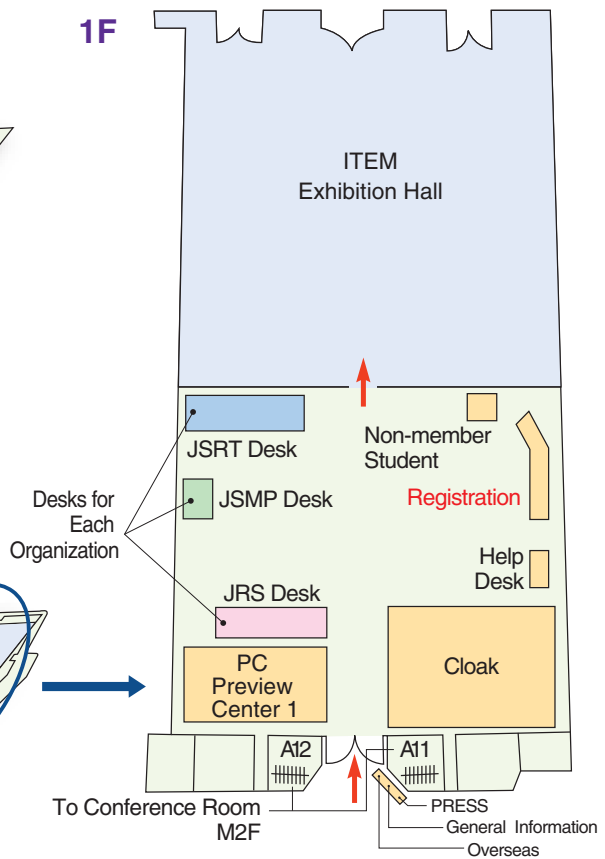 1F
ITEM
Exhibition Hall
JSRT Desk
Non-member
Student
Desks for
Each
Organization
JSMP Desk
Registration
Help
Desk
JRS Desk
PC
Preview
Center 1
Cloak
A12
A11
To Conference Room
M2F
PRESS
General Information
Overseas